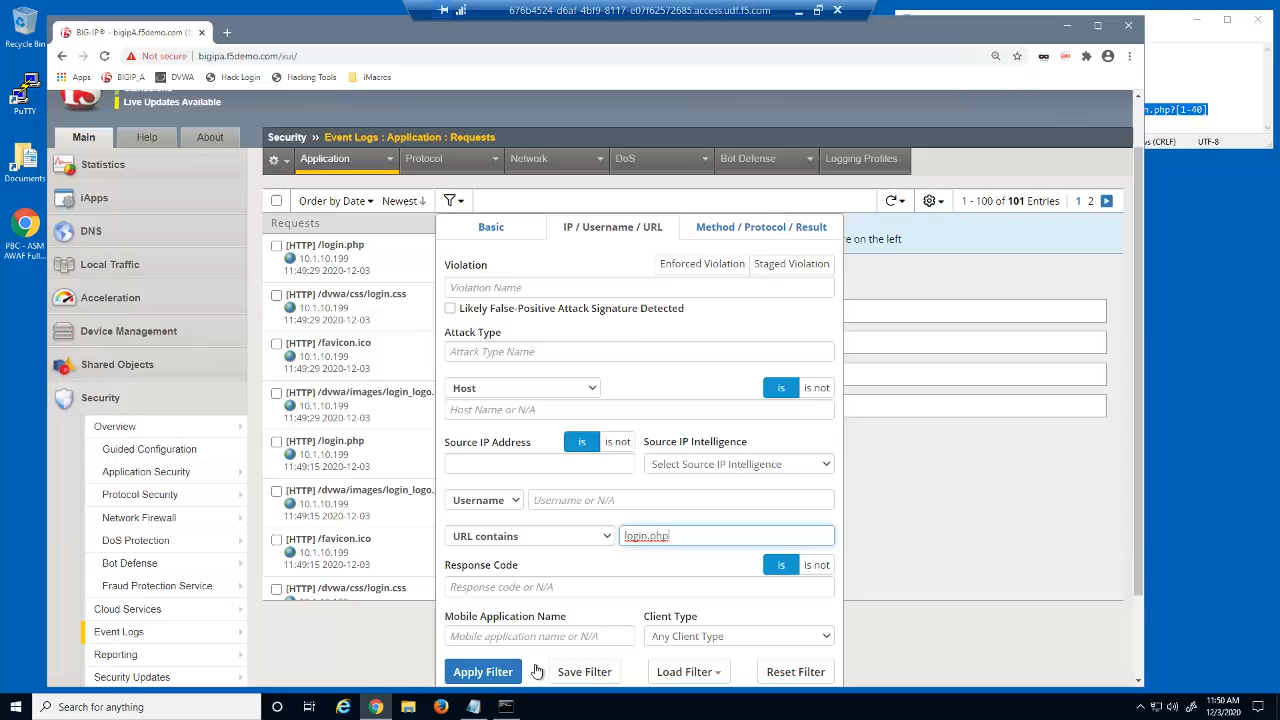 676b4524-d6af-4bf9-8117-e07f62572685.access.udf.f5.com
Recycle Bin
BIG-IP® - bigipA.f5demo.com (1
Not secure
bigipa.f5demo.com/xui/
Apps
BIGIP_A
DVWA
Hack Login
Hacking Tools
iMacros
PuTTY
n.php?[1-40]
s (CRLF)
UTF-8
Live Updates Available
Main
Help
About
Security
Event Logs : Application : Requests
Documents
Statistics
Application
Protocol
Network
DoS
Bot Defense
Logging Profiles
iApps
Order by Date
Newest
1 - 100 of 101 Entries
1 2
PBC - ASM
AWAF Full...
DNS
Requests
Basic
IP / Username / URL
Method / Protocol / Result
re on the left
[HTTP] /login.php
10.1.10.199
11:49:29 2020-12-03
Local Traffic
Violation
Enforced Violation
Staged Violation
Acceleration
Violation Name
[HTTP] /dvwa/css/login.css
10.1.10.199
11:49:29 2020-12-03
Likely False-Positive Attack Signature Detected
Device Management
Attack Type
[HTTP] /favicon.ico
10.1.10.199
11:49:29 2020-12-03
Attack Type Name
Shared Objects
Host
is
is not
[HTTP] /dvwa/images/login_logo.
10.1.10.199
11:49:29 2020-12-03
Security
Host Name or N/A
Overview
Source IP Address
is
is not
Source IP Intelligence
[HTTP] /login.php
10.1.10.199
11:49:15 2020-12-03
Guided Configuration
Select Source IP Intelligence
Application Security
Protocol Security
[HTTP] /dvwa/images/login_logo.
10.1.10.199
11:49:15 2020-12-03
Username
Username or N/A
Network Firewall
DoS Protection
URL contains
login.php
[HTTP] /favicon.ico
10.1.10.199
11:49:15 2020-12-03
Bot Defense
Response Code
is
is not
Fraud Protection Service
Response code or N/A
[HTTP] /dvwa/css/login.css
Cloud Services
Mobile Application Name
Client Type
Event Logs
Mobile application name or N/A
Any Client Type
Reporting
Security Updates
Apply Filter
Save Filter
Load Filter
Reset Filter
Search for anything
11:50 AM
12/3/2020